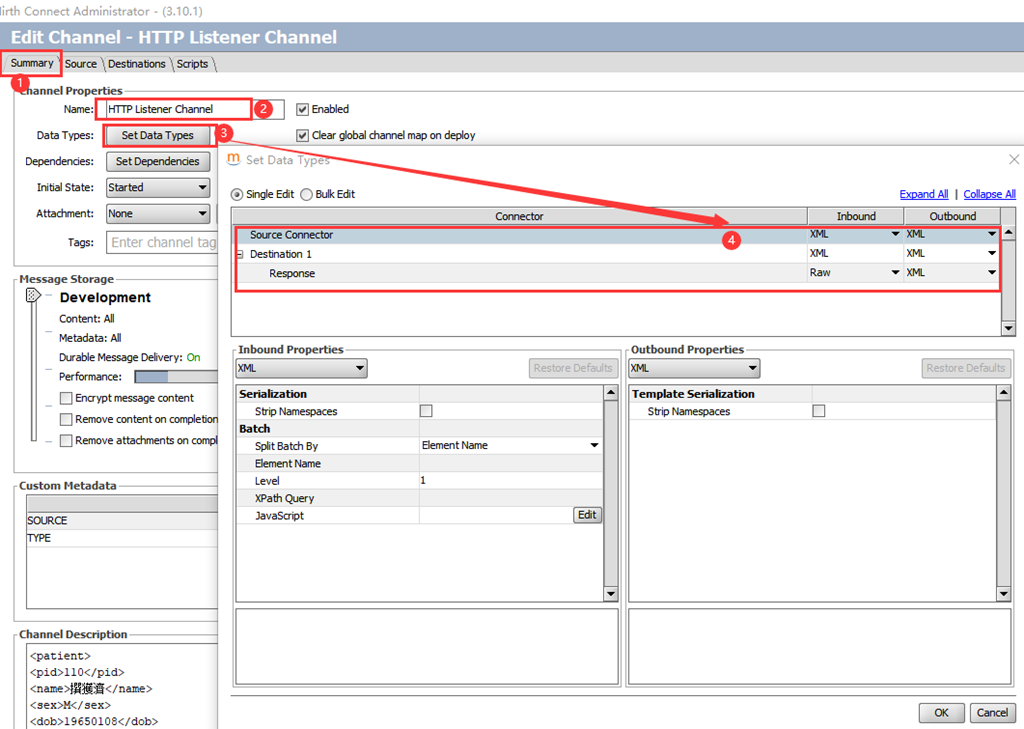 lirth Connect Administrator - (3.10.1)
Edit Channel - HTTP Listener Channel
Summary Source Destinations Scripts
1
Channel Properties
Name: HTTP Listener Channel 2 Enabled
Data Types: Set Data Types 3 Clear global channel map on deploy
Dependencies: Set Dependencies
Initial State: Started
Attachment: None
Tags: Enter channel tag
Message Storage
Development
Content: All
Metadata: All
Durable Message Delivery: On
Performance:
Encrypt message content
Remove content on completion
Remove attachments on compl
Custom Metadata
SOURCE
TYPE
Channel Description
<patient>
<pid>110</pid>
<name>撰獲濱</name>
<sex>M</sex>
<dob>19650108</dob>
m Set Data Types
Single Edit Bulk Edit Expand All | Collapse All
Connector Inbound Outbound
Source Connector XML XML
4
Destination 1 XML XML
Response Raw XML
Inbound Properties
XML Restore Defaults
Serialization
Strip Namespaces
Batch
Split Batch By Element Name
Element Name
Level 1
XPath Query
JavaScript Edit
Outbound Properties
XML Restore Defaults
Template Serialization
Strip Namespaces
OK Cancel